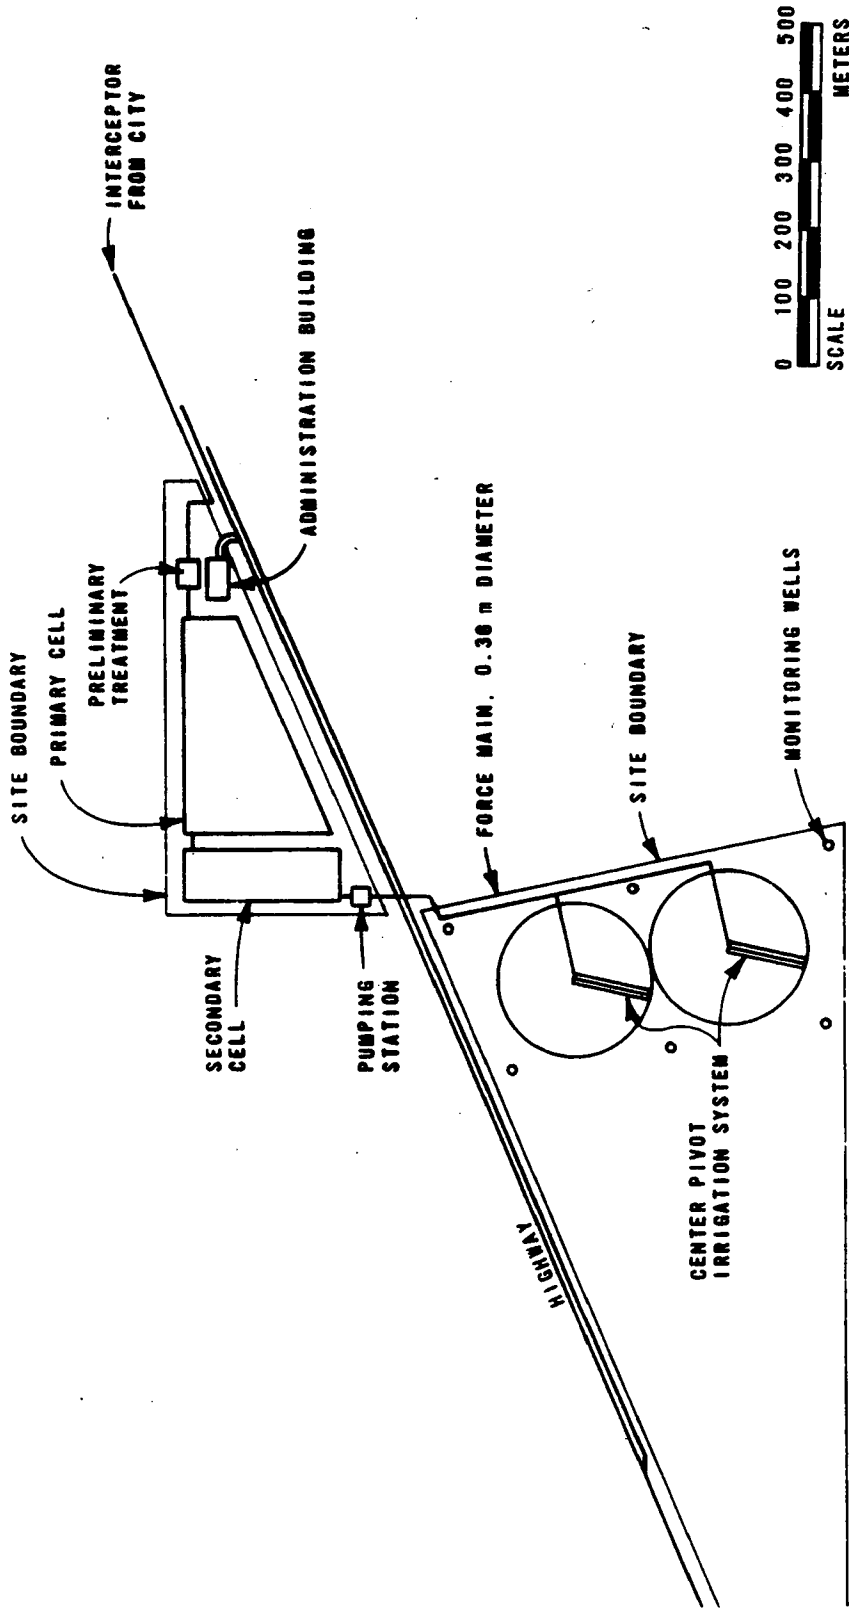 INTERCEPTOR
FROM CITY
ADMINISTRATION BUILDING
SITE BOUNDARY
PRIMARY CELL
PRELIMINARY
TREATMENT
SECONDARY
CELL
PUMPING
STATION
FORCE MAIN, 0.36 m DIAMETER
SITE BOUNDARY
MONITORING WELLS
HIGHWAY
CENTER PIVOT
IRRIGATION SYSTEM
0 100 200 300 400 500
SCALE METERS